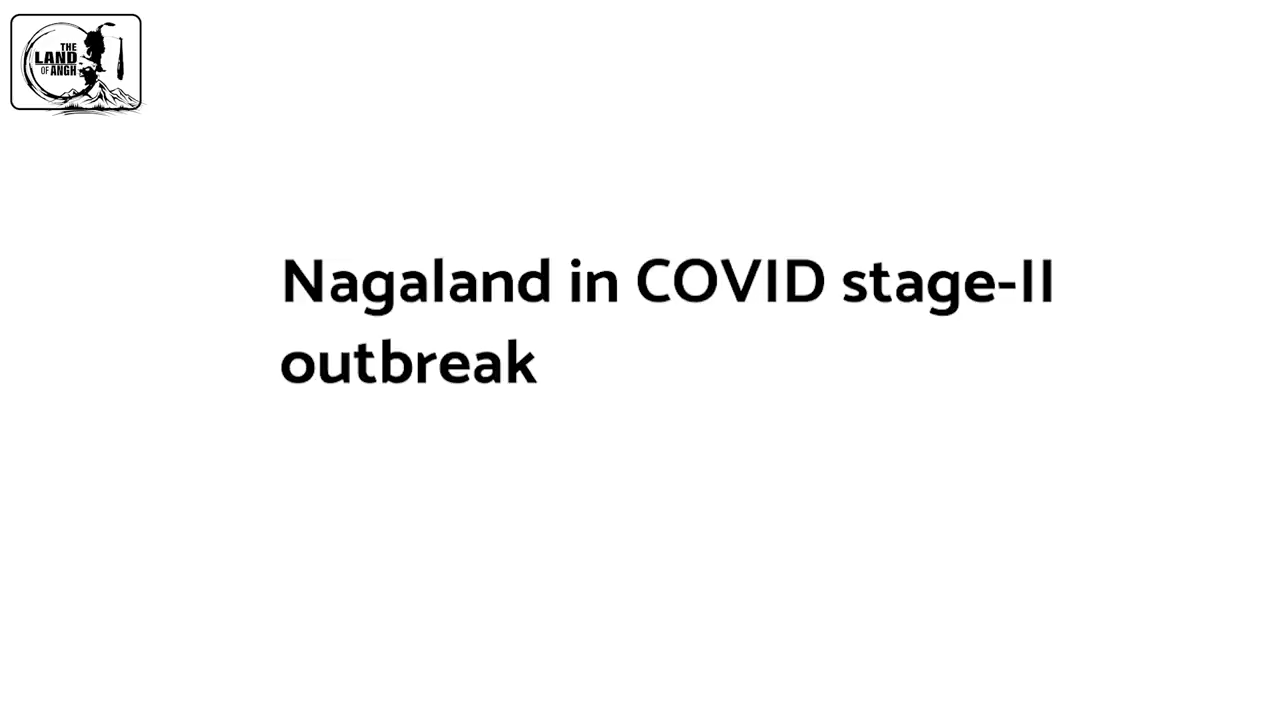 THE
LAND
OF ANGH
Nagaland in COVID stage-II
outbreak